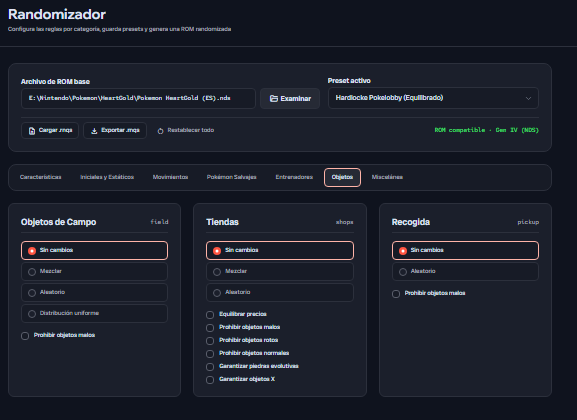 Randomizador
Configura las reglas por categoría, guarda presets y genera una ROM randomizada
Archivo de ROM base
E:\Nintendo\Pokemon\HeartGold\Pokemon HeartGold (ES).nds
Examinar
Preset activo
Hardlocke Pokelobby (Equilibrado)
Cargar .rnqs
Exportar .rnqs
Restablecer todo
ROM compatible · Gen IV (NDS)
Características
Iniciales y Estáticos
Movimientos
Pokémon Salvajes
Entrenadores
Objetos
Miscelánea
Objetos de Campo
field
Sin cambios
Mezclar
Aleatorio
Distribución uniforme
Prohibir objetos malos
Tiendas
shops
Sin cambios
Mezclar
Aleatorio
Equilibrar precios
Prohibir objetos malos
Prohibir objetos rotos
Prohibir objetos normales
Garantizar piedras evolutivas
Garantizar objetos X
Recogida
pickup
Sin cambios
Aleatorio
Prohibir objetos malos